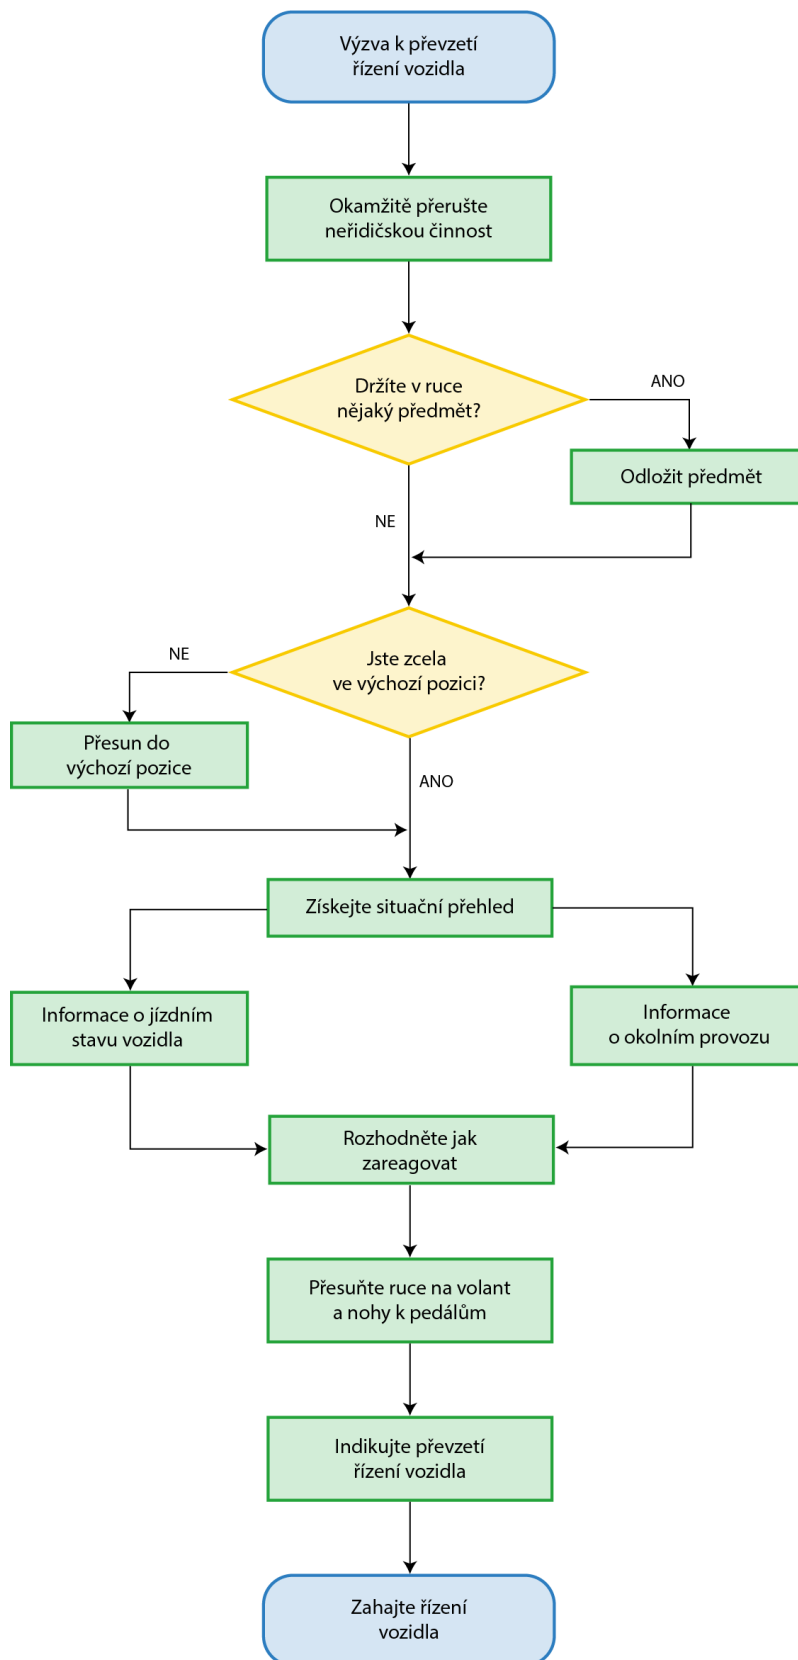 Výzva k převzetí
řízení vozidla
Okamžitě přerušte
neřidičskou činnost
Držíte v ruce
nějaký předmět?
ANO
Odložit předmět
NE
Jste zcela
ve výchozí pozici?
NE
Přesun do
výchozí pozice
ANO
Získejte situační přehled
Informace o jízdním
stavu vozidla
Informace
o okolním provozu
Rozhodněte jak
zareagovat
Přesuňte ruce na volant
a nohy k pedálům
Indikujte převzetí
řízení vozidla
Zahajte řízení
vozidla